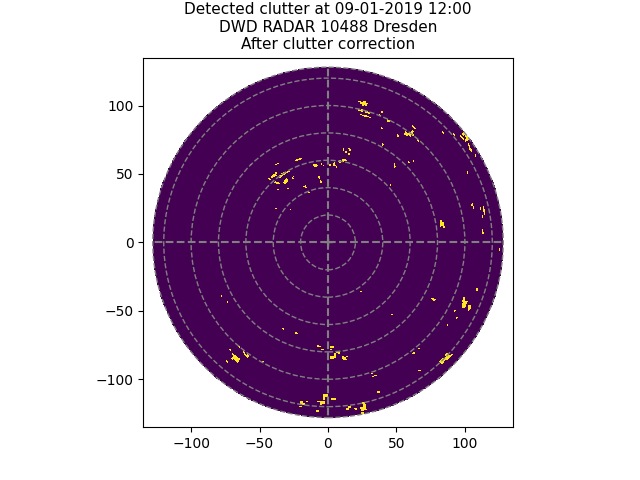 Detected clutter at 09-01-2019 12:00
DWD RADAR 10488 Dresden
After clutter correction
100
50
0
−50
−100
−100 −50 0 50 100